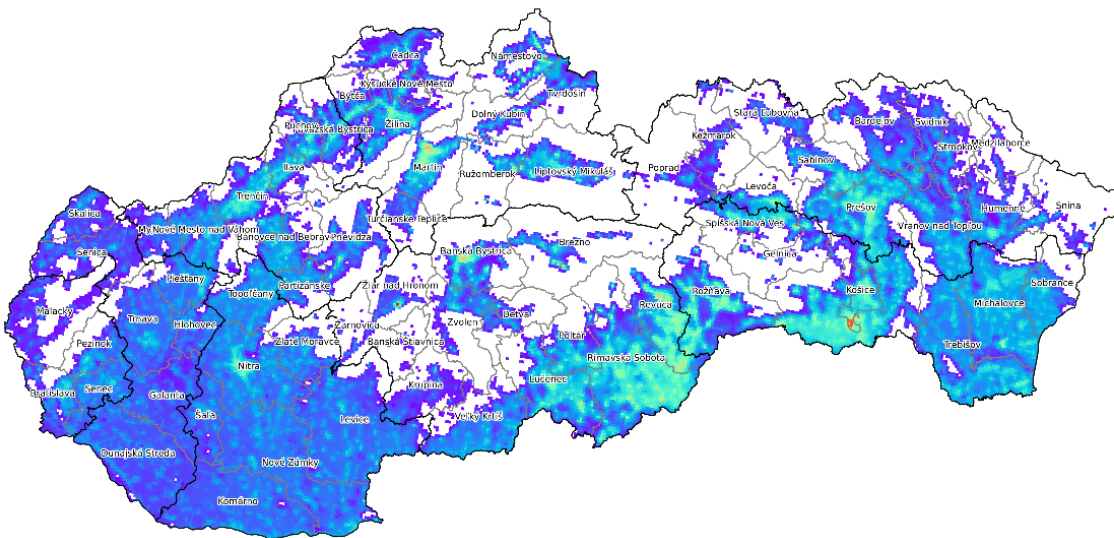 Čadca
Námestovo
Kysucké Nové Mesto
Bytča
Tvrdošín
Dolný Kubín
Stará Ľubovňa
Bardejov
Svidník
Stropkov
Medzilaborce
Považská Bystrica
Žilina
Kežmarok
Sabinov
Ilava
Martin
Ružomberok
Liptovský Mikuláš
Poprad
Levoča
Trenčín
Prešov
Humenné
Snina
Skalica
Turčianske Teplice
Spišská Nová Ves
Vranov nad Topľou
Nové Mesto nad Váhom
Bánovce nad Bebravou
Prievidza
Banská Bystrica
Brezno
Gelnica
Senica
Piešťany
Topoľčany
Partizánske
Žiar nad Hronom
Rožňava
Košice
Sobrance
Malacky
Trnava
Hlohovec
Žarnovica
Zvolen
Detva
Revúca
Michalovce
Pezinok
Zlaté Moravce
Banská Štiavnica
Poltár
Rimavská Sobota
Trebišov
Nitra
Bratislava
Senec
Galanta
Krupina
Lučenec
Šaľa
Levice
Veľký Krtíš
Dunajská Streda
Nové Zámky
Komárno